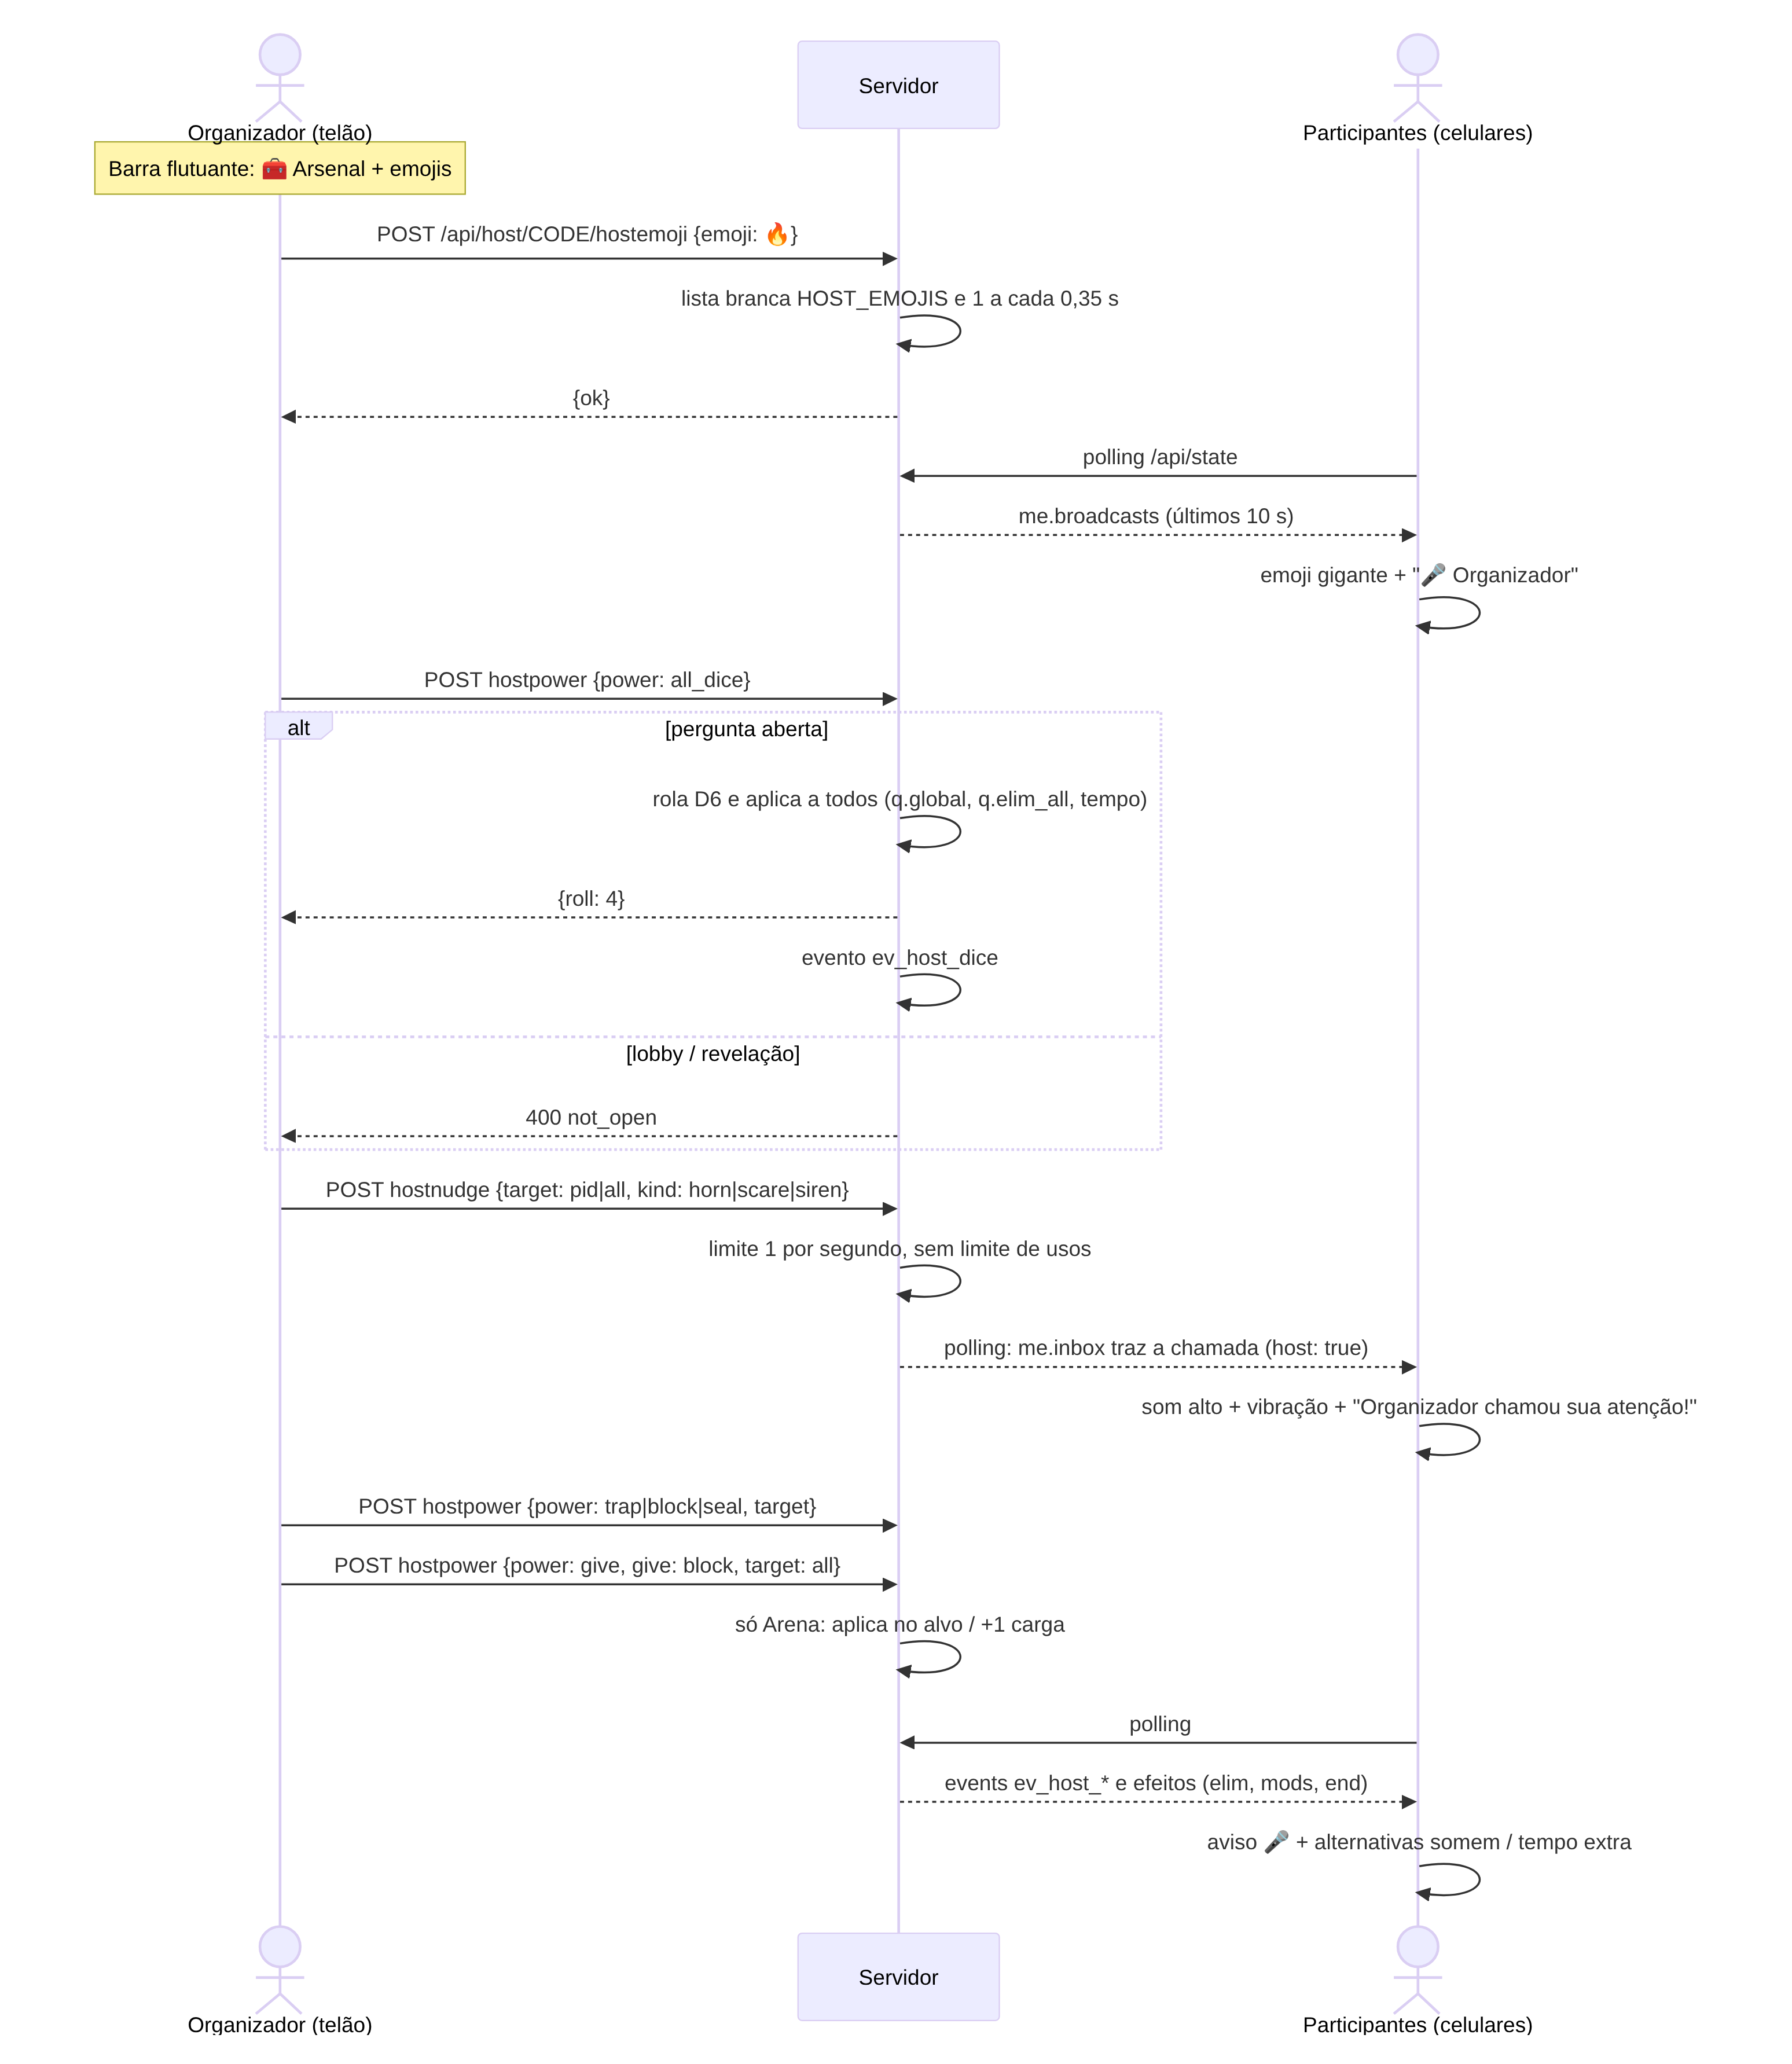 Servidor
Organizador (telão)
Participantes (celulares)
Barra flutuante: 🧰 Arsenal + emojis
POST /api/host/CODE/hostemoji {emoji: 🔥}
lista branca HOST_EMOJIS e 1 a cada 0,35 s
{ok}
polling /api/state
me.broadcasts (últimos 10 s)
emoji gigante + "🎤 Organizador"
POST hostpower {power: all_dice}
alt
[pergunta aberta]
rola D6 e aplica a todos (q.global, q.elim_all, tempo)
{roll: 4}
evento ev_host_dice
[lobby / revelação]
400 not_open
POST hostnudge {target: pid|all, kind: horn|scare|siren}
limite 1 por segundo, sem limite de usos
polling: me.inbox traz a chamada (host: true)
som alto + vibração + "Organizador chamou sua atenção!"
POST hostpower {power: trap|block|seal, target}
POST hostpower {power: give, give: block, target: all}
só Arena: aplica no alvo / +1 carga
polling
events ev_host_* e efeitos (elim, mods, end)
aviso 🎤 + alternativas somem / tempo extra
Servidor
Organizador (telão)
Participantes (celulares)